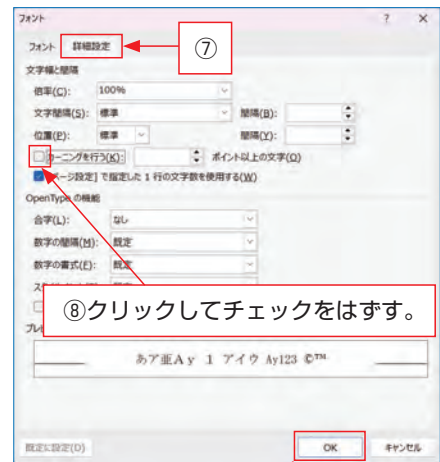 フォント ? ×
フォント 詳細設定 ⑦
文字幅と間隔
倍率(C): 100%
文字間隔(S): 標準 間隔(B):
位置(P): 標準 間隔(Y):
カーニングを行う(K): ポイント以上の文字(O)
[ページ設定] で指定した 1 行の文字数を使用する(W)
OpenType の機能
合字(L): なし
数字の間隔(M): 既定
数字の書式(F): 既定
⑧クリックしてチェックをはずす。
あア亜Ａｙ １ アイウ Ay123 ©™
既定に設定(D) OK キャンセル